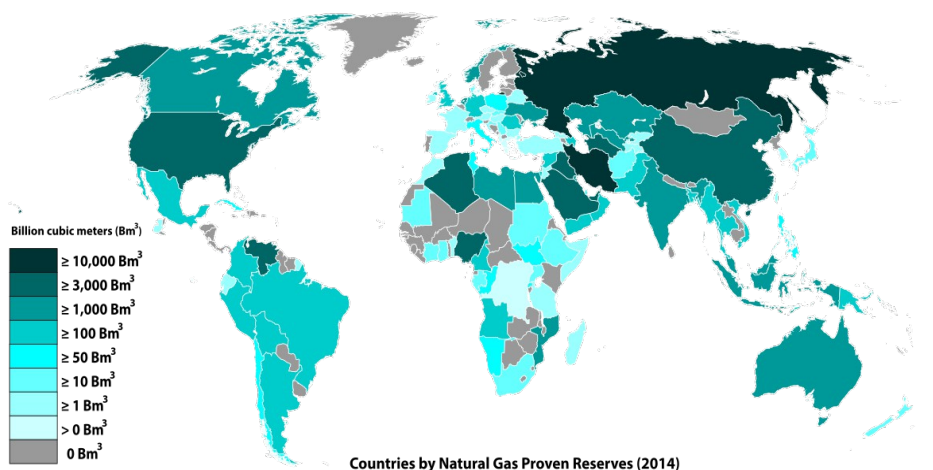 Billion cubic meters (Bm³)
≥ 10,000 Bm³
≥ 3,000 Bm³
≥ 1,000 Bm³
≥ 100 Bm³
≥ 50 Bm³
≥ 10 Bm³
≥ 1 Bm³
> 0 Bm³
0 Bm³
Countries by Natural Gas Proven Reserves (2014)